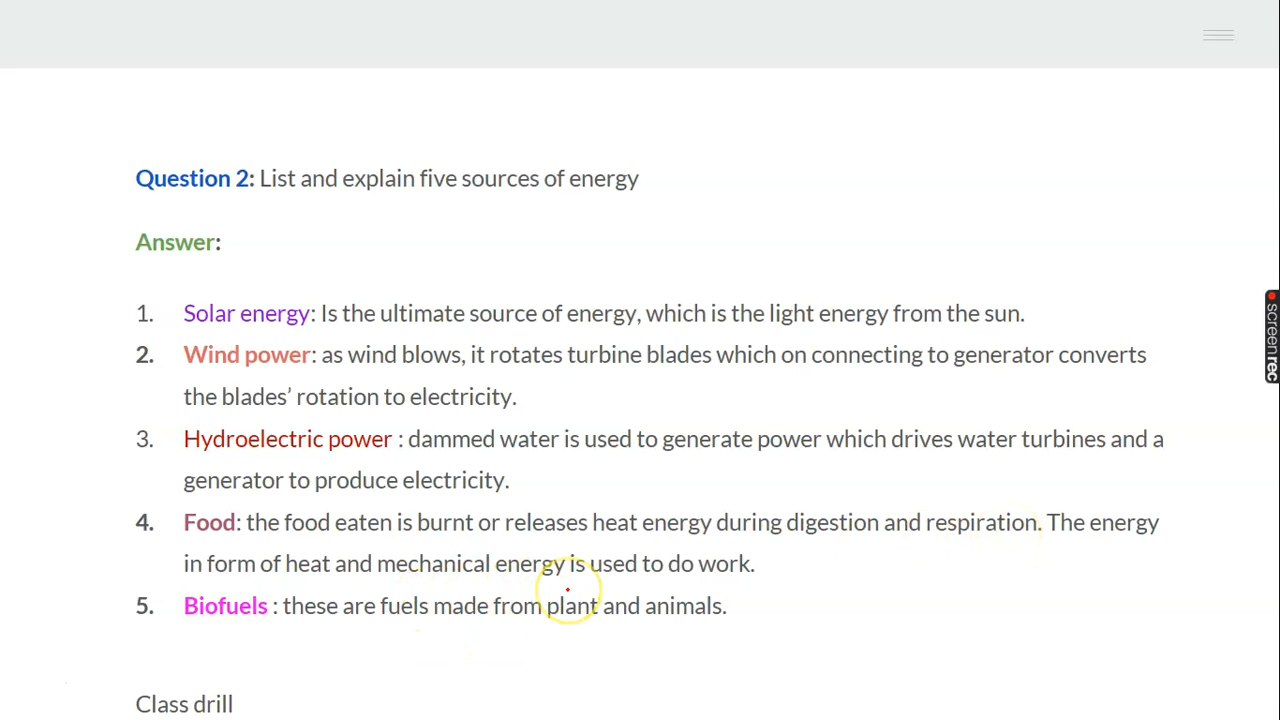 Question 2: List and explain five sources of energy
Answer:
1. Solar energy: Is the ultimate source of energy, which is the light energy from the sun.
2. Wind power: as wind blows, it rotates turbine blades which on connecting to generator converts
the blades’ rotation to electricity.
3. Hydroelectric power : dammed water is used to generate power which drives water turbines and a
generator to produce electricity.
4. Food: the food eaten is burnt or releases heat energy during digestion and respiration. The energy
in form of heat and mechanical energy is used to do work.
5. Biofuels : these are fuels made from plant and animals.
Class drill
screenrec